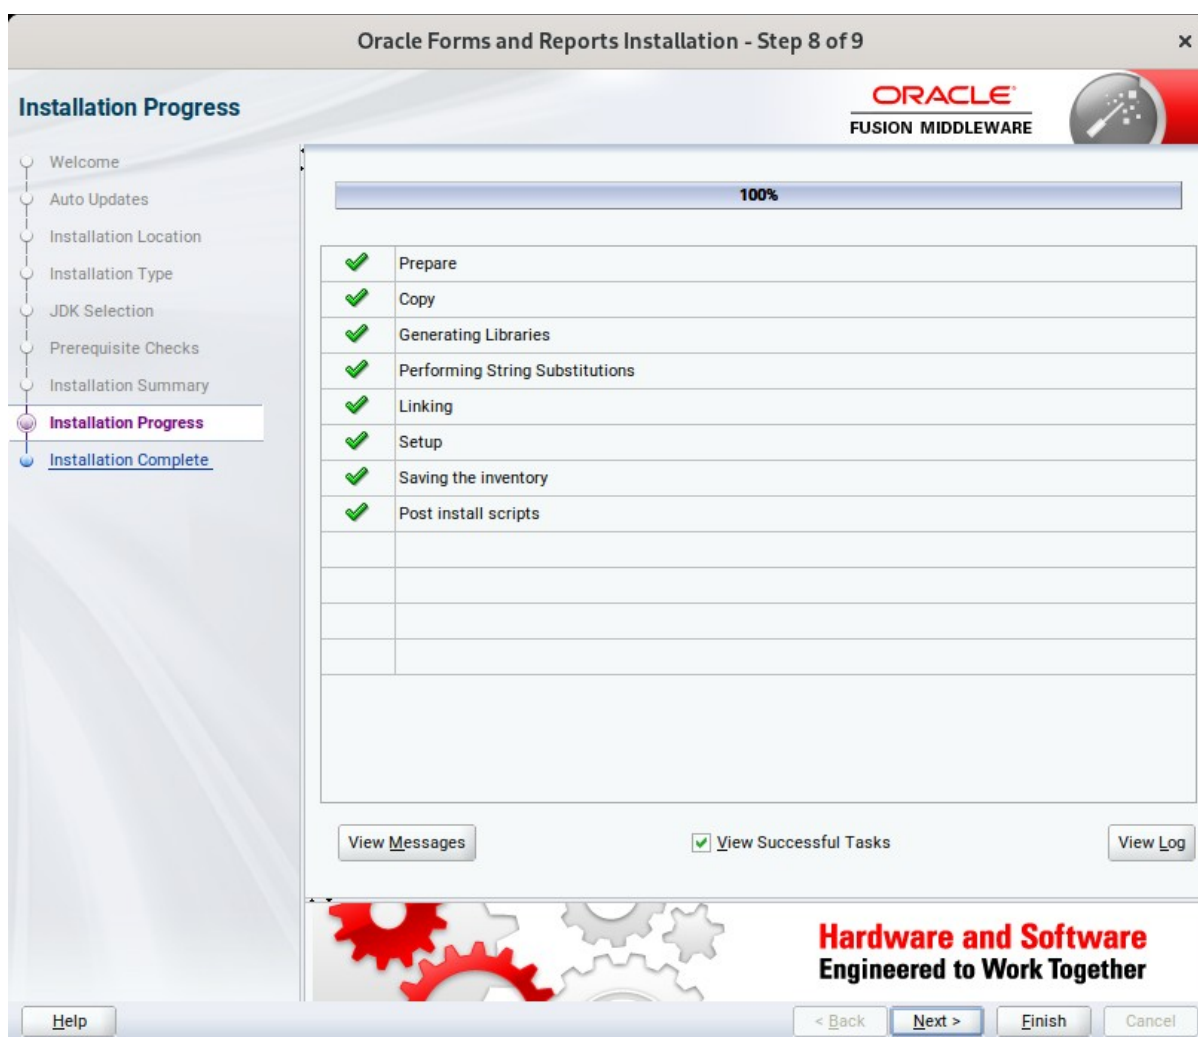 Oracle Forms and Reports Installation - Step 8 of 9
Installation Progress
ORACLE
FUSION MIDDLEWARE
Welcome
Auto Updates
Installation Location
Installation Type
JDK Selection
Prerequisite Checks
Installation Summary
Installation Progress
Installation Complete
100%
Prepare
Copy
Generating Libraries
Performing String Substitutions
Linking
Setup
Saving the inventory
Post install scripts
View Messages
View Successful Tasks
View Log
Hardware and Software
Engineered to Work Together
Help
< Back
Next >
Finish
Cancel